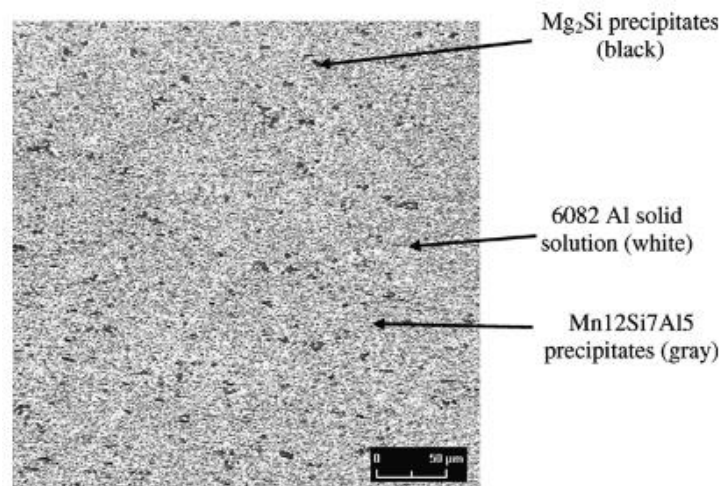 Mg₂Si precipitates
(black)
6082 Al solid
solution (white)
Mn12Si7Al5
precipitates (gray)
0 50 μm